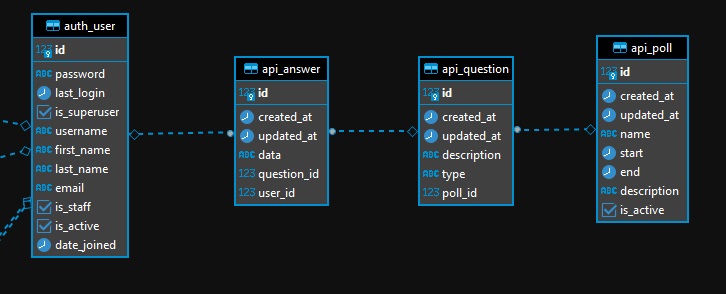 auth_user
123 id
ABC password
last_login
is_superuser
ABC username
ABC first_name
ABC last_name
ABC email
is_staff
is_active
date_joined
api_answer
123 id
created_at
updated_at
ABC data
123 question_id
123 user_id
api_question
123 id
created_at
updated_at
ABC description
ABC type
123 poll_id
api_poll
123 id
created_at
updated_at
ABC name
start
end
ABC description
is_active